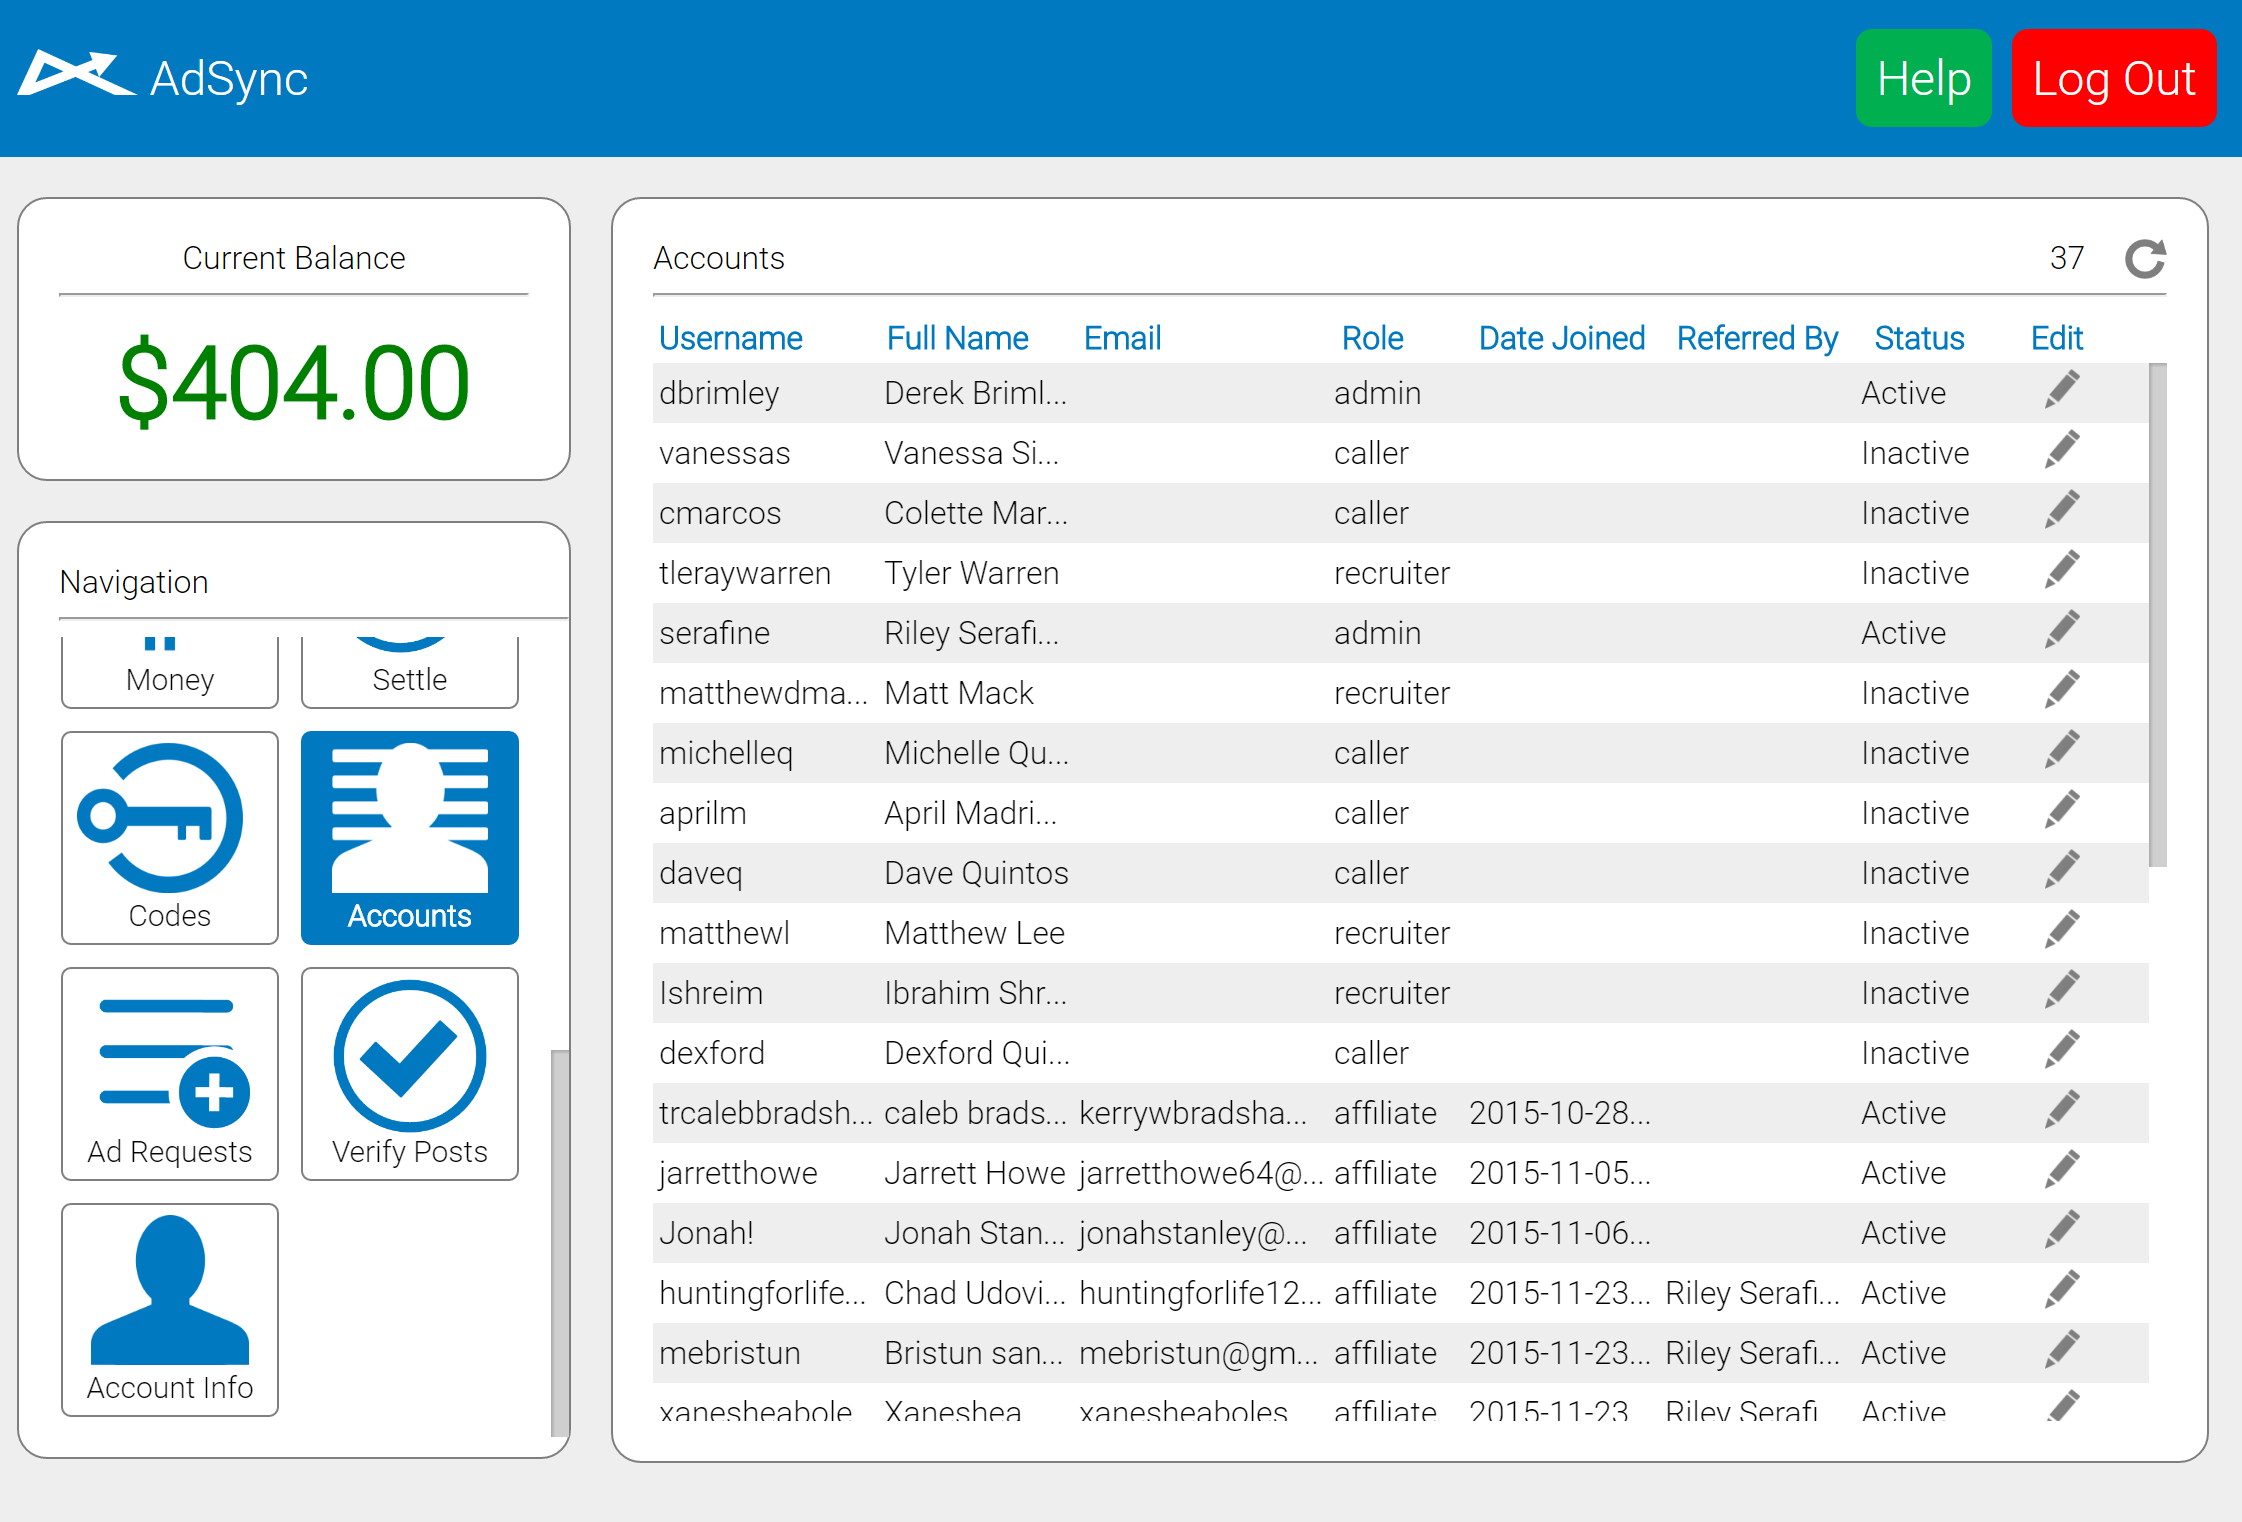 AdSync
Help
Log Out
Current Balance
$404.00
Navigation
Money
Settle
Codes
Accounts
Ad Requests
Verify Posts
Account Info
Accounts 37
Username Full Name Email Role Date Joined Referred By Status Edit
dbrimley Derek Briml... admin Active
vanessas Vanessa Si... caller Inactive
cmarcos Colette Mar... caller Inactive
tleraywarren Tyler Warren recruiter Inactive
serafine Riley Serafi... admin Active
matthewdma... Matt Mack recruiter Inactive
michelleq Michelle Qu... caller Inactive
aprilm April Madri... caller Inactive
daveq Dave Quintos caller Inactive
matthewl Matthew Lee recruiter Inactive
Ishreim Ibrahim Shr... recruiter Inactive
dexford Dexford Qui... caller Inactive
trcalebbradsh... caleb brads... kerrywbradsha... affiliate 2015-10-28... Active
jarretthowe Jarrett Howe jarretthowe64@... affiliate 2015-11-05... Active
Jonah! Jonah Stan... jonahstanley@... affiliate 2015-11-06... Active
huntingforlife... Chad Udovi... huntingforlife12... affiliate 2015-11-23... Riley Serafi... Active
mebristun Bristun san... mebristun@gm... affiliate 2015-11-23... Riley Serafi... Active
xanesheabole Xaneshea xanesheaboles affiliate 2015-11-23 Riley Serafi Active